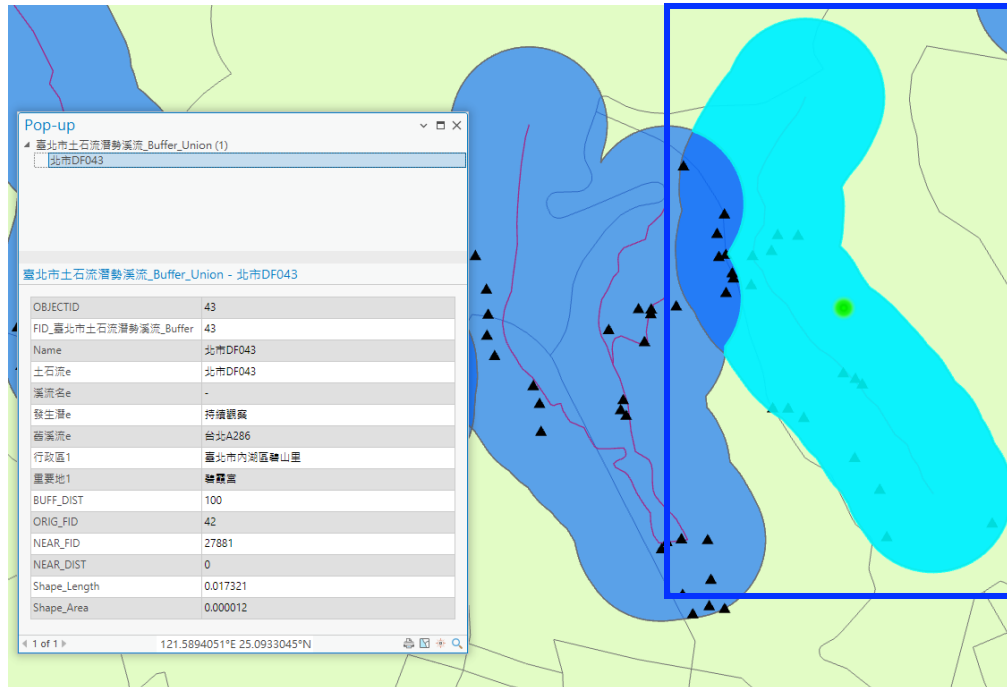 Pop-up
臺北市土石流潛勢溪流_Buffer_Union (1)
北市DF043
臺北市土石流潛勢溪流_Buffer_Union - 北市DF043
OBJECTID 43
FID_臺北市土石流潛勢溪流_Buffer 43
Name 北市DF043
土石流e 北市DF043
溪流名e -
發生潛e 持續觀察
舊溪流e 台北A286
行政區1 臺北市內湖區碧山里
重要地1 碧霞宮
BUFF_DIST 100
ORIG_FID 42
NEAR_FID 27881
NEAR_DIST 0
Shape_Length 0.017321
Shape_Area 0.000012
1 of 1
121.5894051°E 25.0933045°N